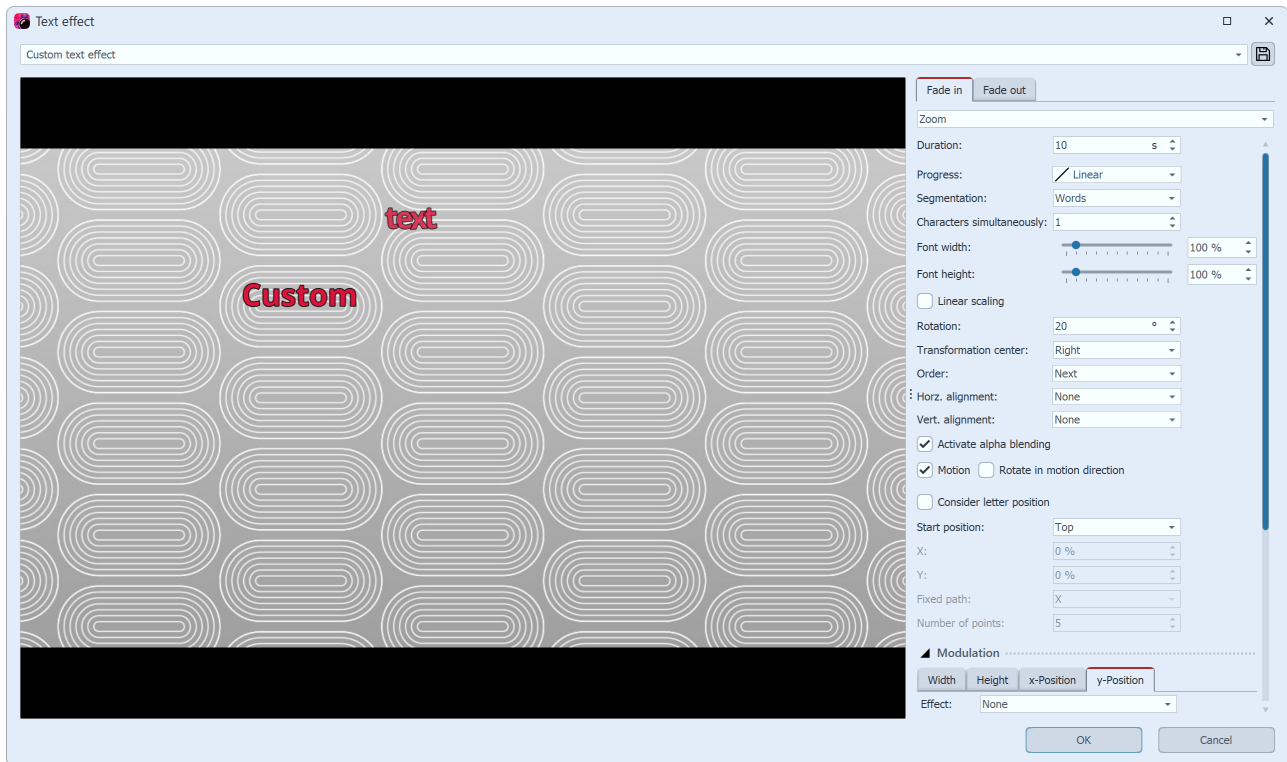 Text effect
Custom text effect
Fade in Fade out
Zoom
Duration: 10 s
Progress: Linear
Segmentation: Words
Characters simultaneously: 1
Font width: 100 %
Font height: 100 %
Linear scaling
Rotation: 20 °
Transformation center: Right
Order: Next
Horz. alignment: None
Vert. alignment: None
Activate alpha blending
Motion Rotate in motion direction
Consider letter position
Start position: Top
X: 0 %
Y: 0 %
Fixed path: X
Number of points: 5
Modulation
Width Height x-Position y-Position
Effect: None
OK Cancel
text
Custom